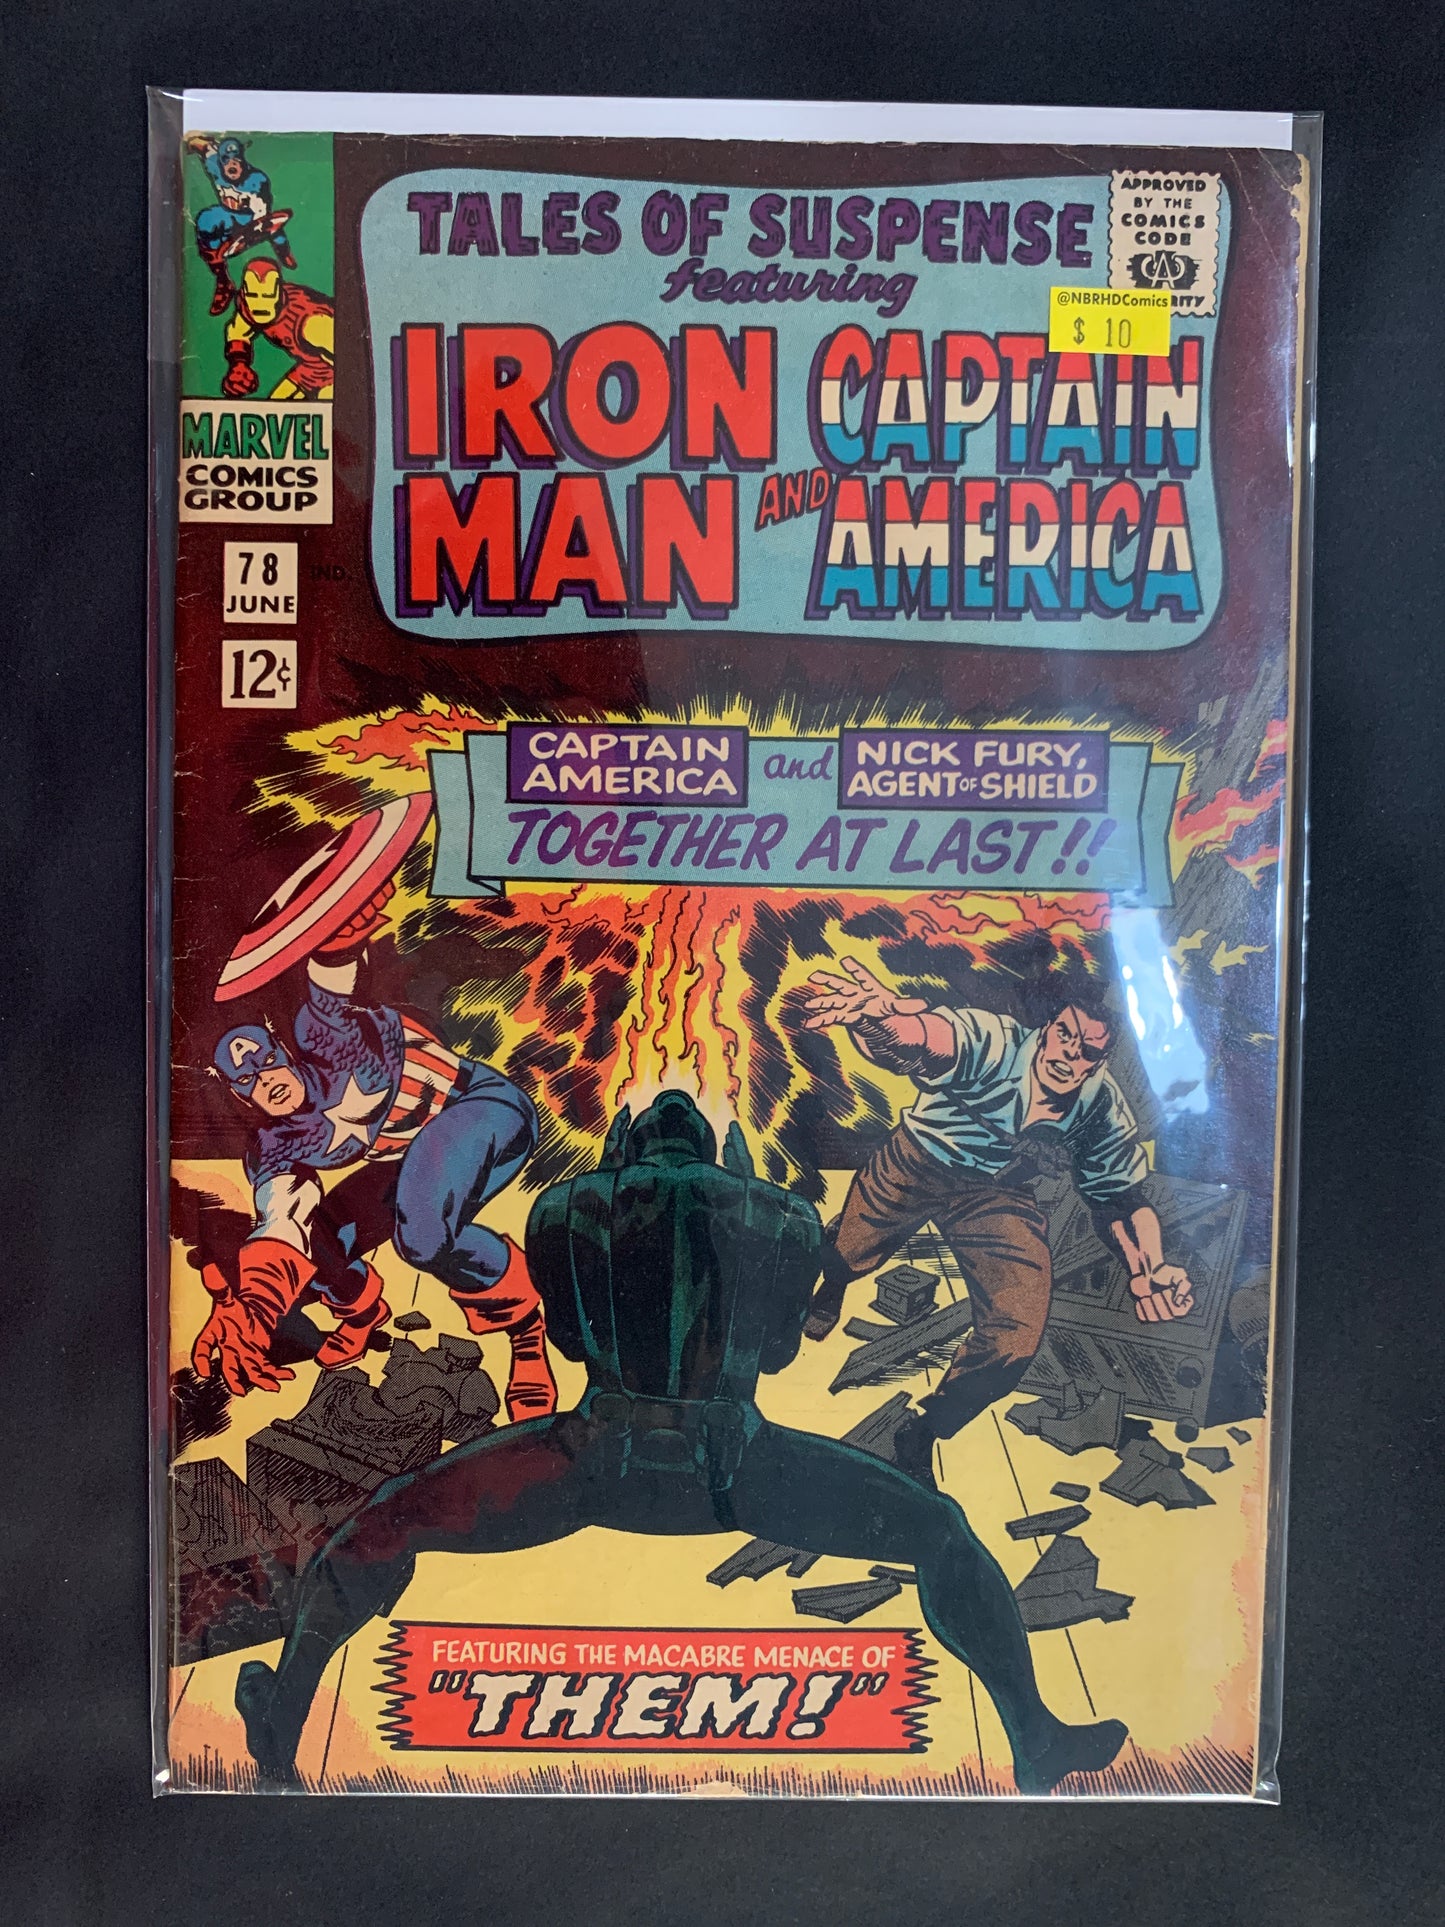 TALES OF SUSPENSE
featuring
IRON MAN
AND
CAPTAIN AMERICA
APPROVED
BY THE
COMICS
CODE
A
RITY
@NBRHDComics
$ 10
MARVEL
COMICS
GROUP
78
JUNE
IND.
12¢
CAPTAIN
AMERICA
and
NICK FURY,
AGENT OF SHIELD
TOGETHER AT LAST!!
A
FEATURING THE MACABRE MENACE OF
"THEM!"